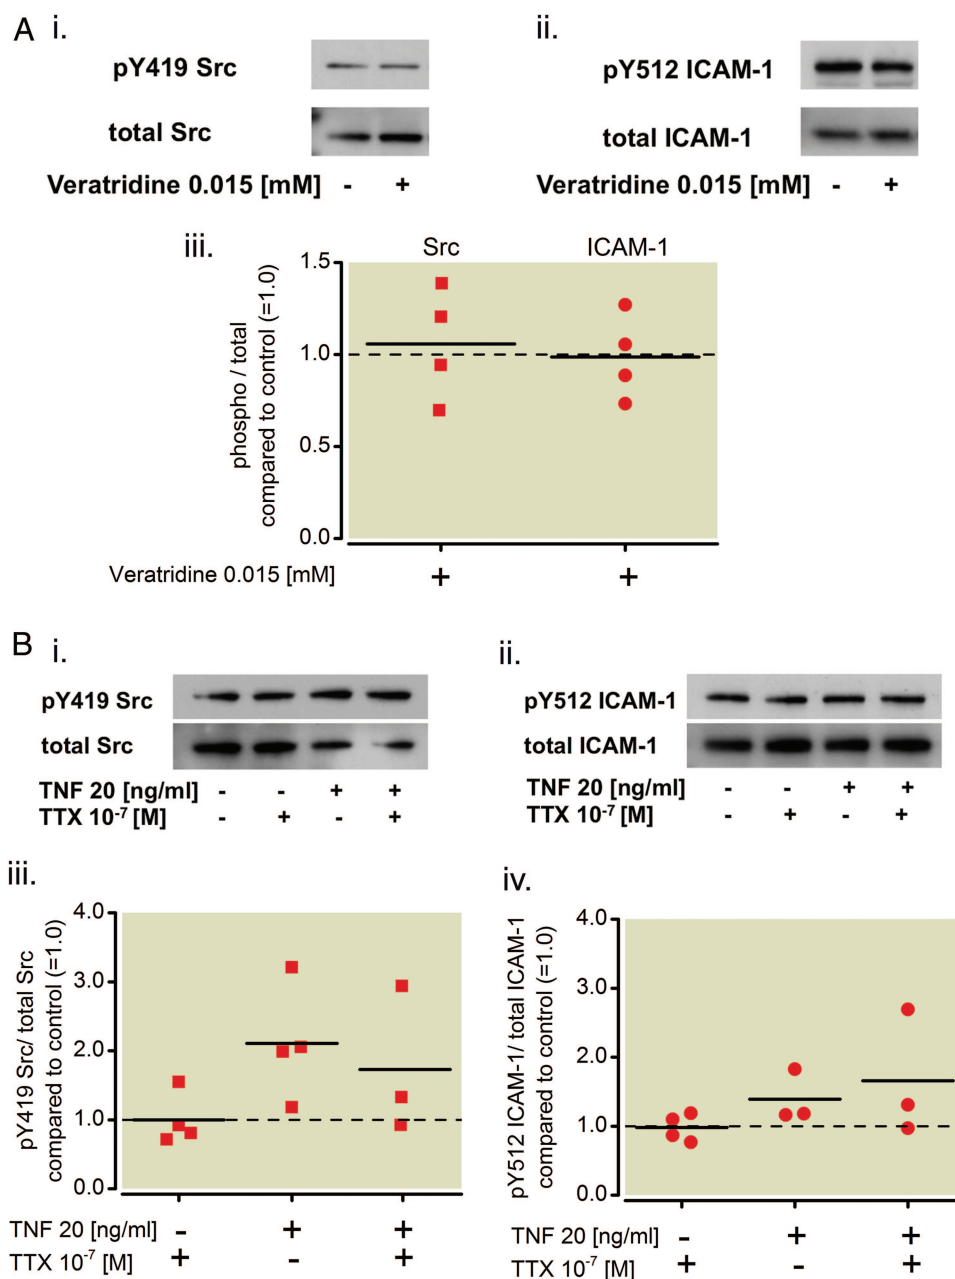 A i.
pY419 Src
total Src
Veratridine 0.015 [mM] - +
ii.
pY512 ICAM-1
total ICAM-1
Veratridine 0.015 [mM] - +
iii.
Src ICAM-1
phospho / total
compared to control (=1.0)
1.5
1.0
0.5
0.0
Veratridine 0.015 [mM] + +
B i.
pY419 Src
total Src
TNF 20 [ng/ml] - - + +
TTX 10⁻⁷ [M] - + - +
ii.
pY512 ICAM-1
total ICAM-1
TNF 20 [ng/ml] - - + +
TTX 10⁻⁷ [M] - + - +
iii.
pY419 Src/ total Src
compared to control (=1.0)
4.0
3.0
2.0
1.0
0.0
TNF 20 [ng/ml] - + +
TTX 10⁻⁷ [M] + - +
iv.
pY512 ICAM-1/ total ICAM-1
compared to control (=1.0)
4.0
3.0
2.0
1.0
0.0
TNF 20 [ng/ml] - + +
TTX 10⁻⁷ [M] + - +